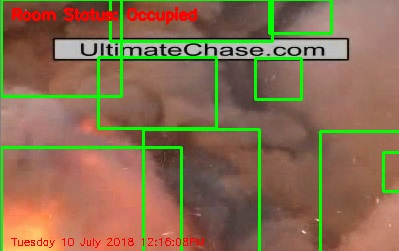 Room Status: Occupied
UltimateChase.com
Tuesday 10 July 2018 12:16:08PM